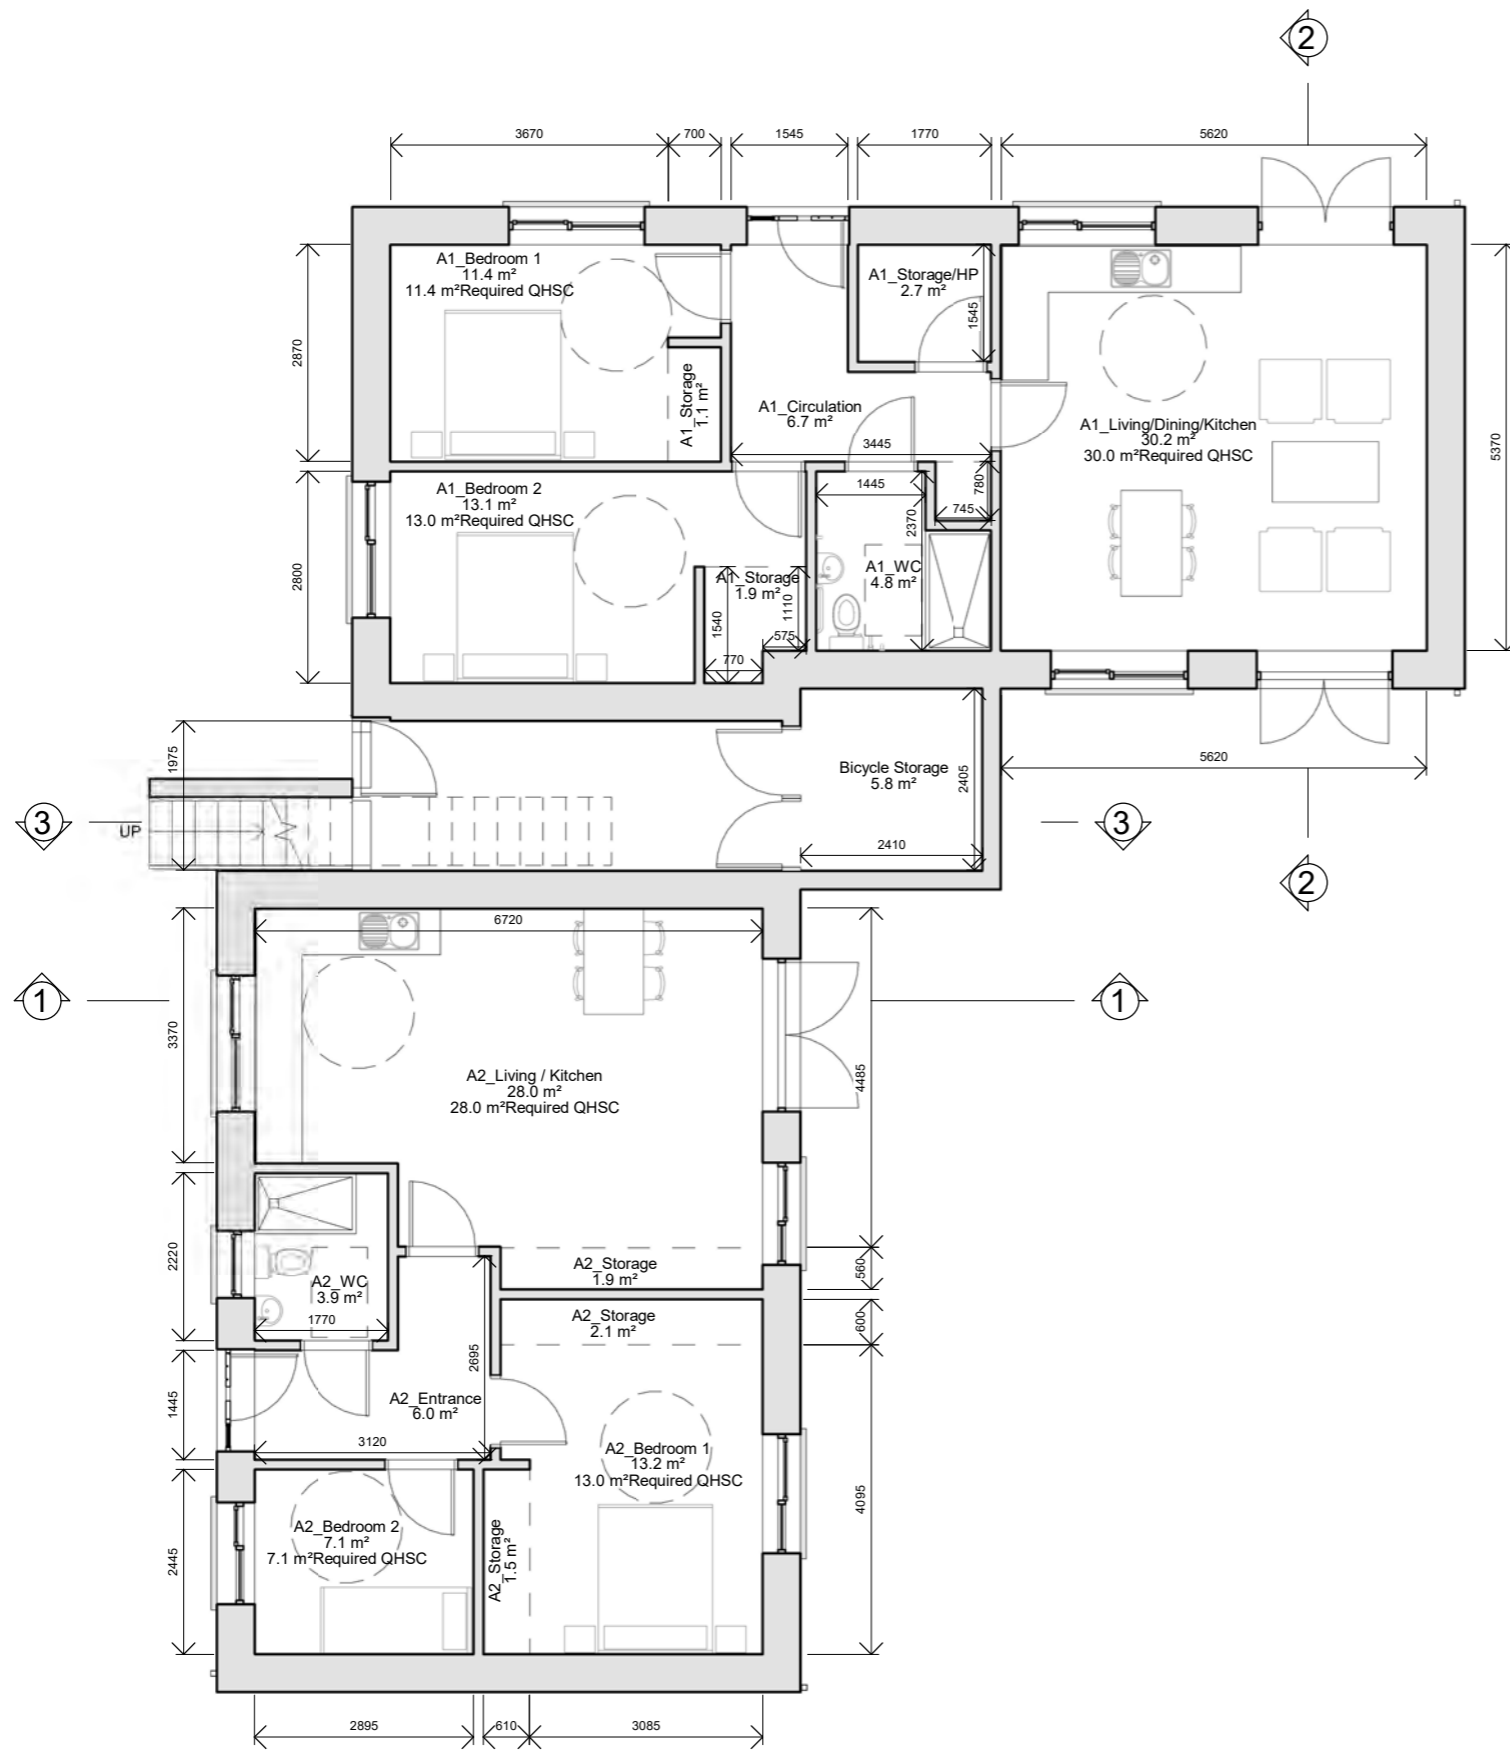 2
3670
700
1545
1770
5620
A1_Bedroom 1
11.4 m²
11.4 m²Required QHSC
A1_Storage/HP
2.7 m²
1545
2870
5370
A1_Storage
1.1 m²
A1_Circulation
6.7 m²
3445
A1_Living/Dining/Kitchen
30.2 m²
30.0 m²Required QHSC
A1_Bedroom 2
13.1 m²
13.0 m²Required QHSC
1445
780
745
2370
2800
A1_Storage
1.9 m²
A1_WC
4.8 m²
1540
1110
575
770
1975
Bicycle Storage
5.8 m²
2405
5620
3
UP
3
2410
2
6720
1
1
3370
4485
A2_Living / Kitchen
28.0 m²
28.0 m²Required QHSC
2220
A2_Storage
1.9 m²
560
A2_WC
3.9 m²
1770
A2_Storage
2.1 m²
600
2695
1445
A2_Entrance
6.0 m²
3120
A2_Bedroom 1
13.2 m²
13.0 m²Required QHSC
4095
A2_Bedroom 2
7.1 m²
7.1 m²Required QHSC
2445
A2_Storage
1.5 m²
2895
610
3085